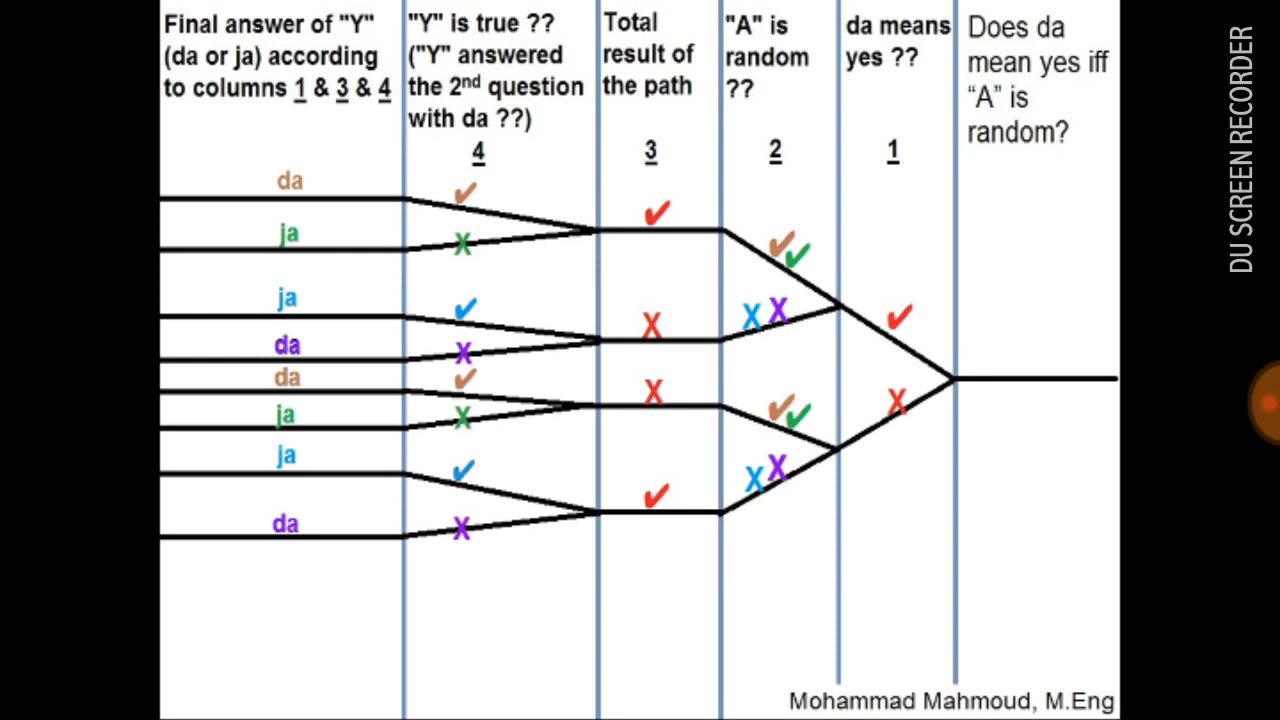 Final answer of "Y"
(da or ja) according
to columns 1 & 3 & 4
"Y" is true ??
("Y" answered
the 2nd question
with da ??)
4
Total
result of
the path
3
"A" is
random
??
2
da means
yes ??
1
Does da
mean yes iff
“A” is
random?
da
ja
ja
da
da
ja
ja
da
Mohammad Mahmoud, M.Eng
DU SCREEN RECORDER